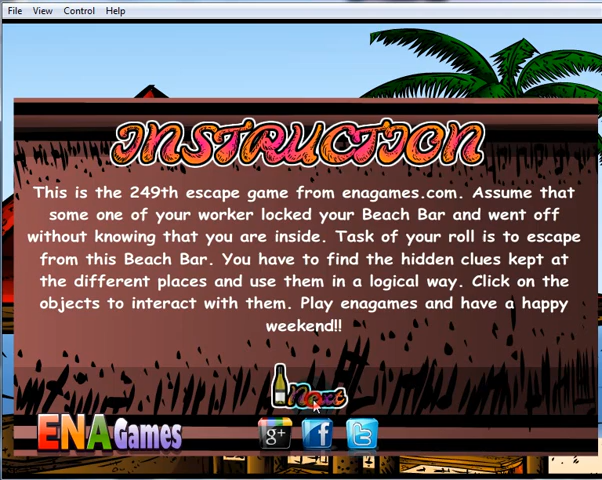 File View Control Help
INSTRUCTION
This is the 249th escape game from enagames.com. Assume that
some one of your worker locked your Beach Bar and went off
without knowing that you are inside. Task of your roll is to escape
from this Beach Bar. You have to find the hidden clues kept at
the different places and use them in a logical way. Click on the
objects to interact with them. Play enagames and have a happy
weekend!!
Next
ENA Games g+ f t